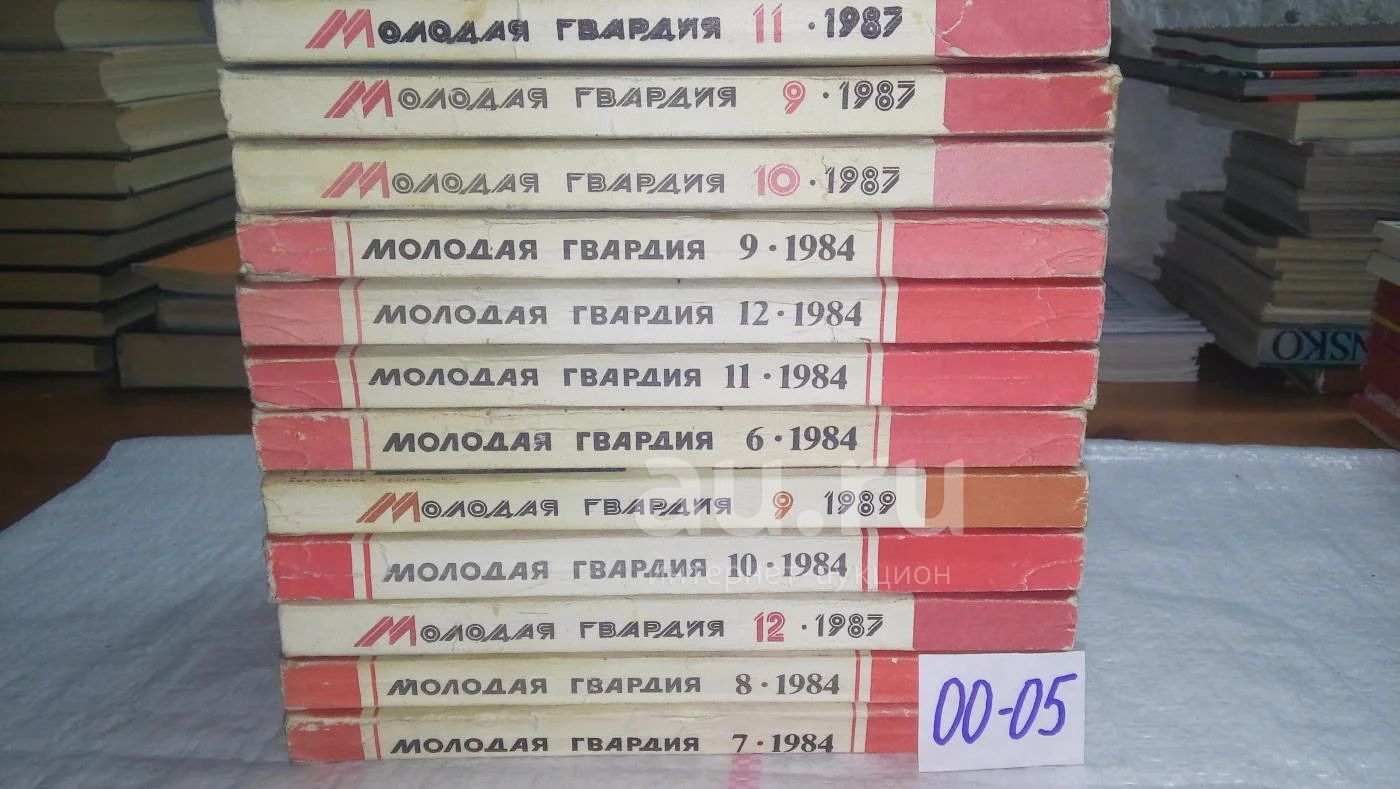 МОЛОДАЯ ГВАРДИЯ 11 · 1987
МОЛОДАЯ ГВАРДИЯ 9 · 1987
МОЛОДАЯ ГВАРДИЯ 10 · 1987
МОЛОДАЯ ГВАРДИЯ 9 · 1984
МОЛОДАЯ ГВАРДИЯ 12 · 1984
МОЛОДАЯ ГВАРДИЯ 11 · 1984
МОЛОДАЯ ГВАРДИЯ 6 · 1984
МОЛОДАЯ ГВАРДИЯ 9 1989
МОЛОДАЯ ГВАРДИЯ 10 · 1984
МОЛОДАЯ ГВАРДИЯ 12 · 1987
МОЛОДАЯ ГВАРДИЯ 8 · 1984
МОЛОДАЯ ГВАРДИЯ 7 · 1984
00-05
NSKO
au.ru
интернет-аукцион